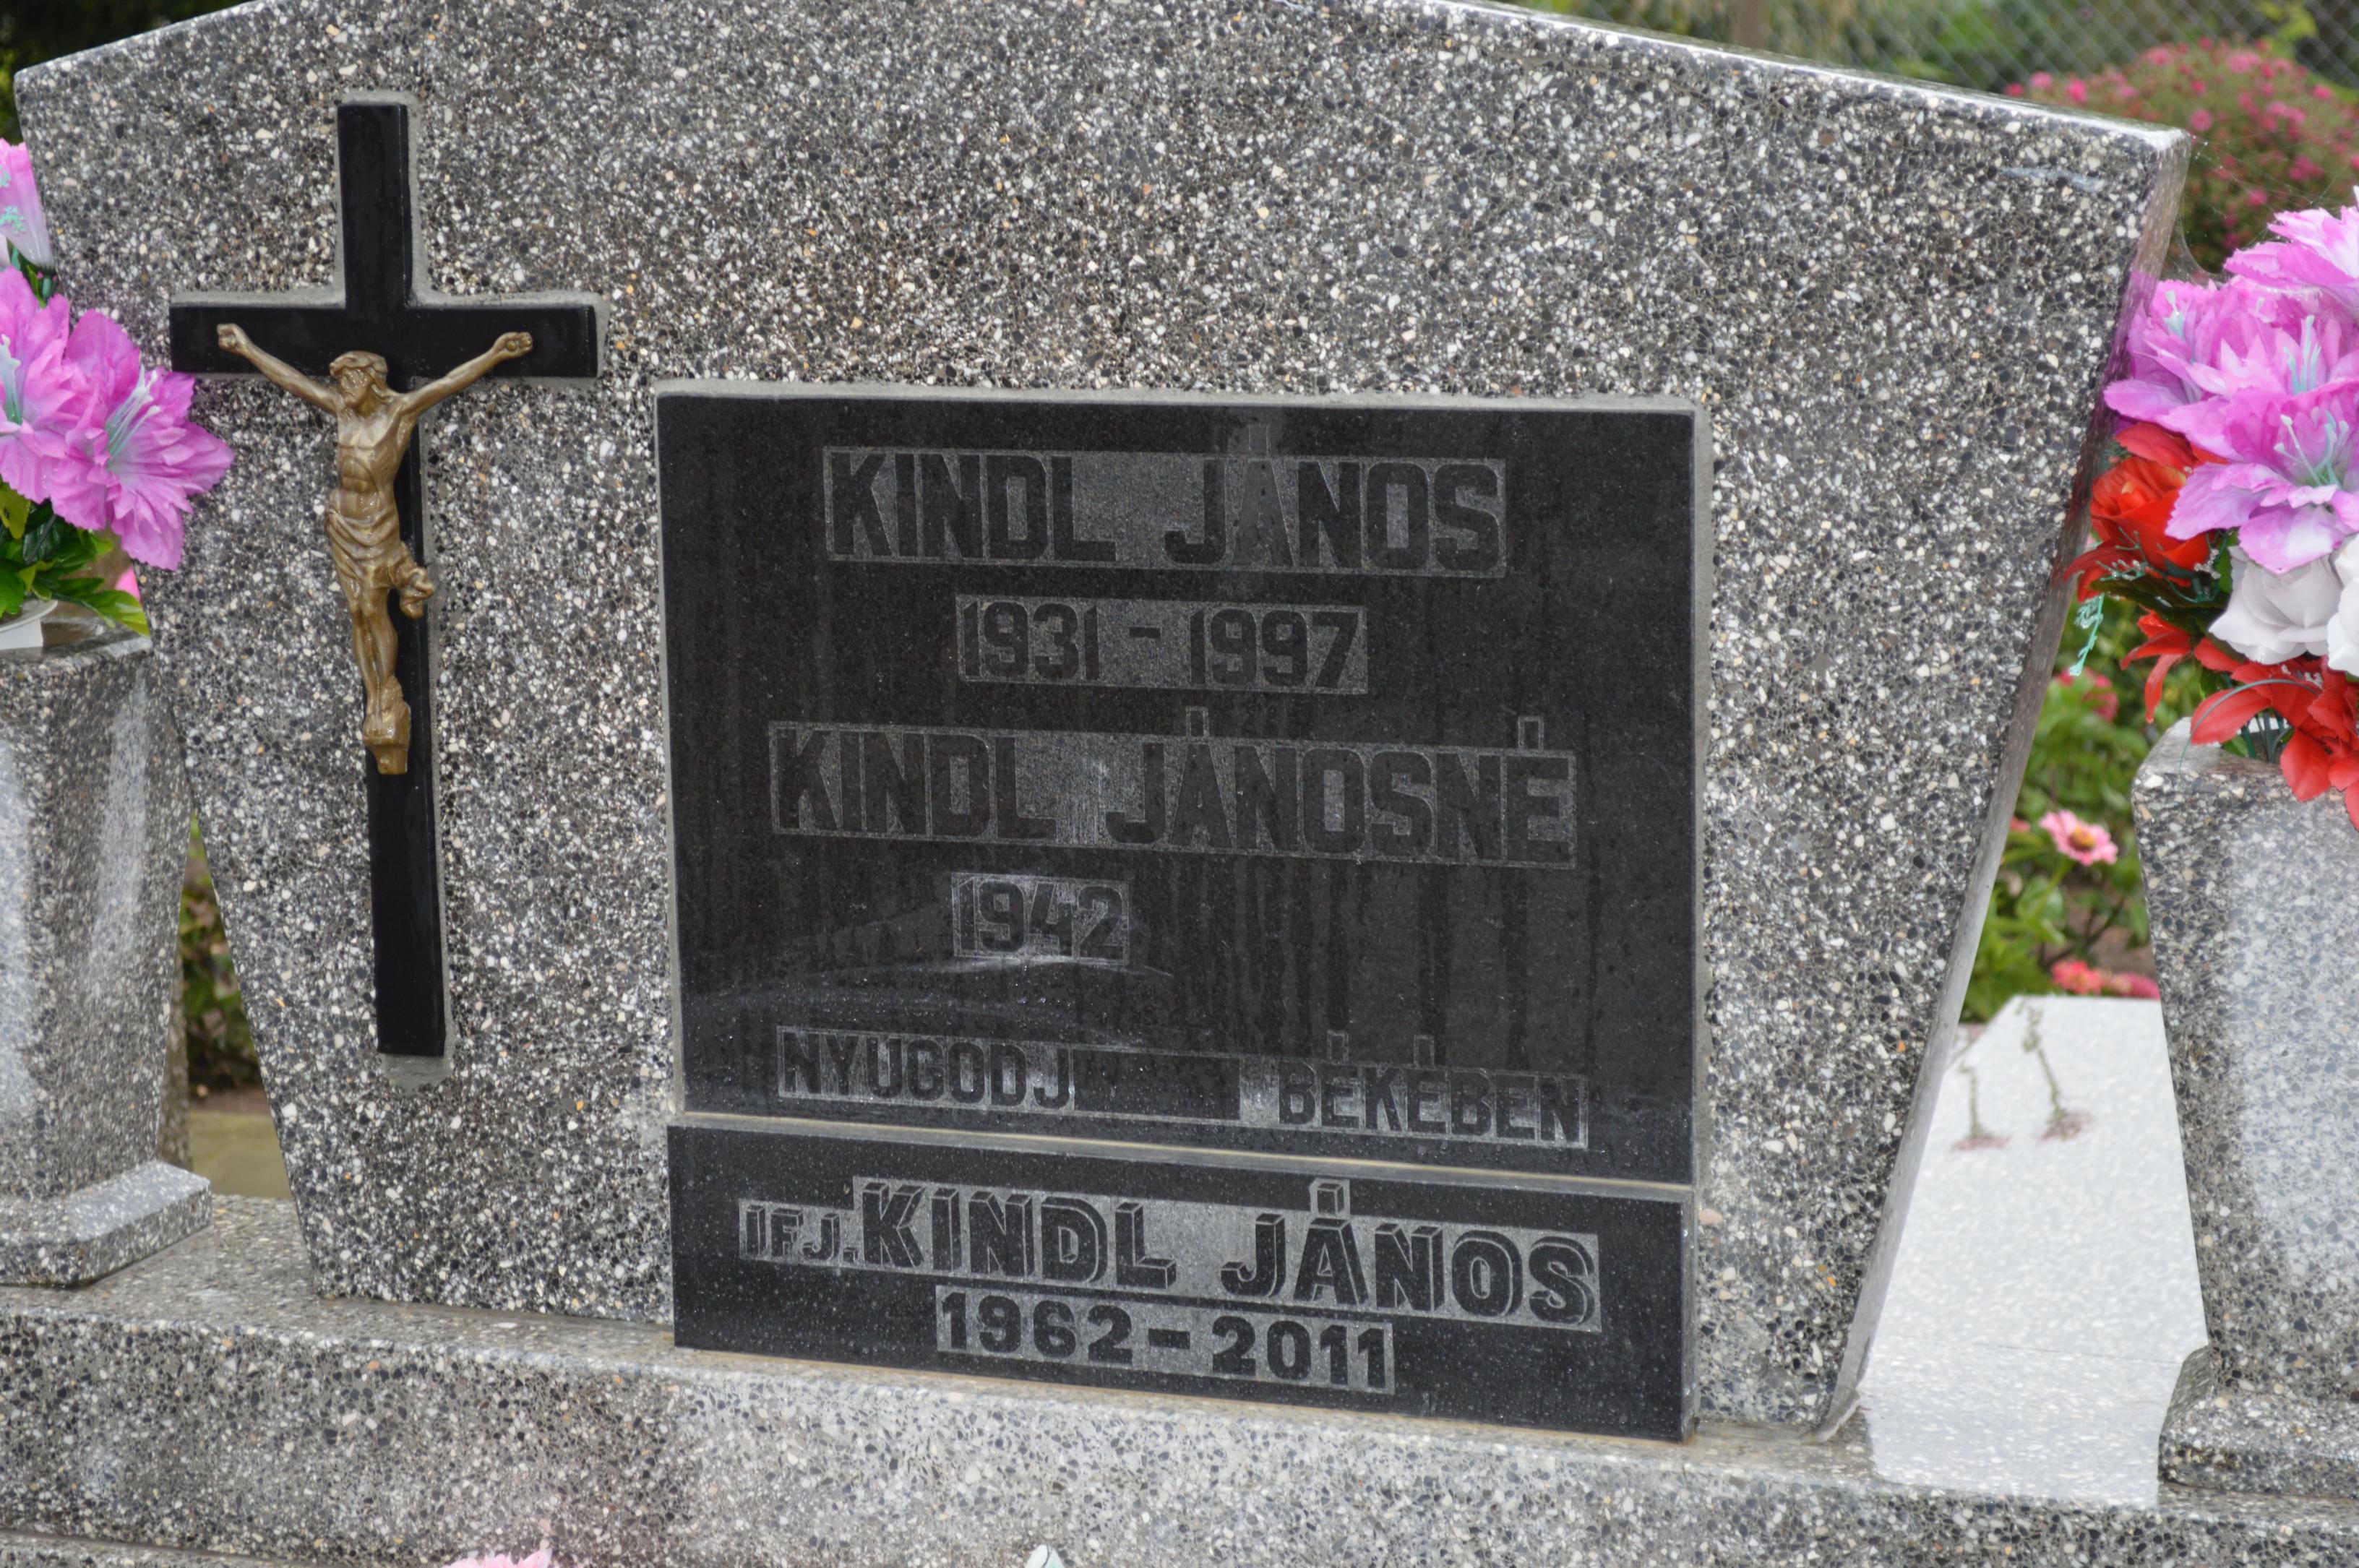 KINDL JÁNOS
1931 - 1997
KINDL JÁNOSNÉ
1942
NYUGODJ BÉKÉBEN
IFJ. KINDL JÁNOS
1962 - 2011